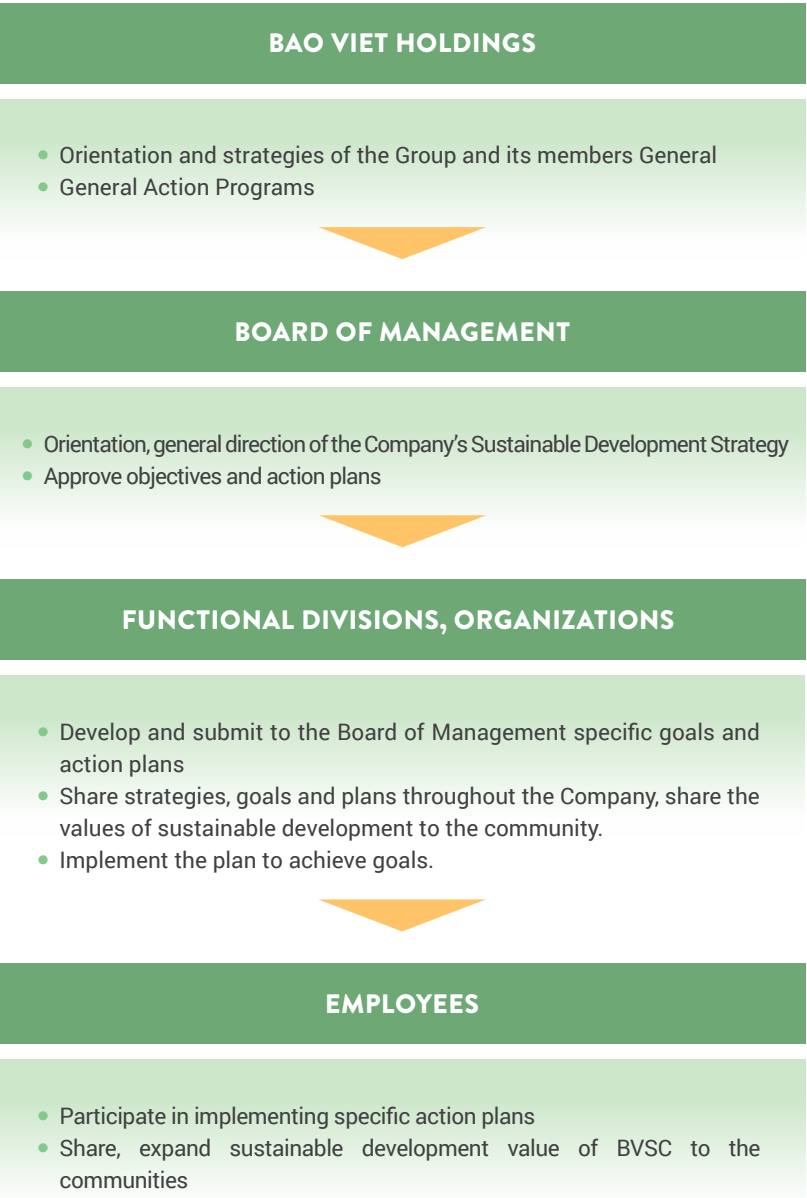 BAO VIET HOLDINGS
• Orientation and strategies of the Group and its members General
• General Action Programs
BOARD OF MANAGEMENT
• Orientation, general direction of the Company's Sustainable Development Strategy
• Approve objectives and action plans
FUNCTIONAL DIVISIONS, ORGANIZATIONS
• Develop and submit to the Board of Management specific goals and
action plans
• Share strategies, goals and plans throughout the Company, share the
values of sustainable development to the community.
• Implement the plan to achieve goals.
EMPLOYEES
• Participate in implementing specific action plans
• Share, expand sustainable development value of BVSC to the
communities